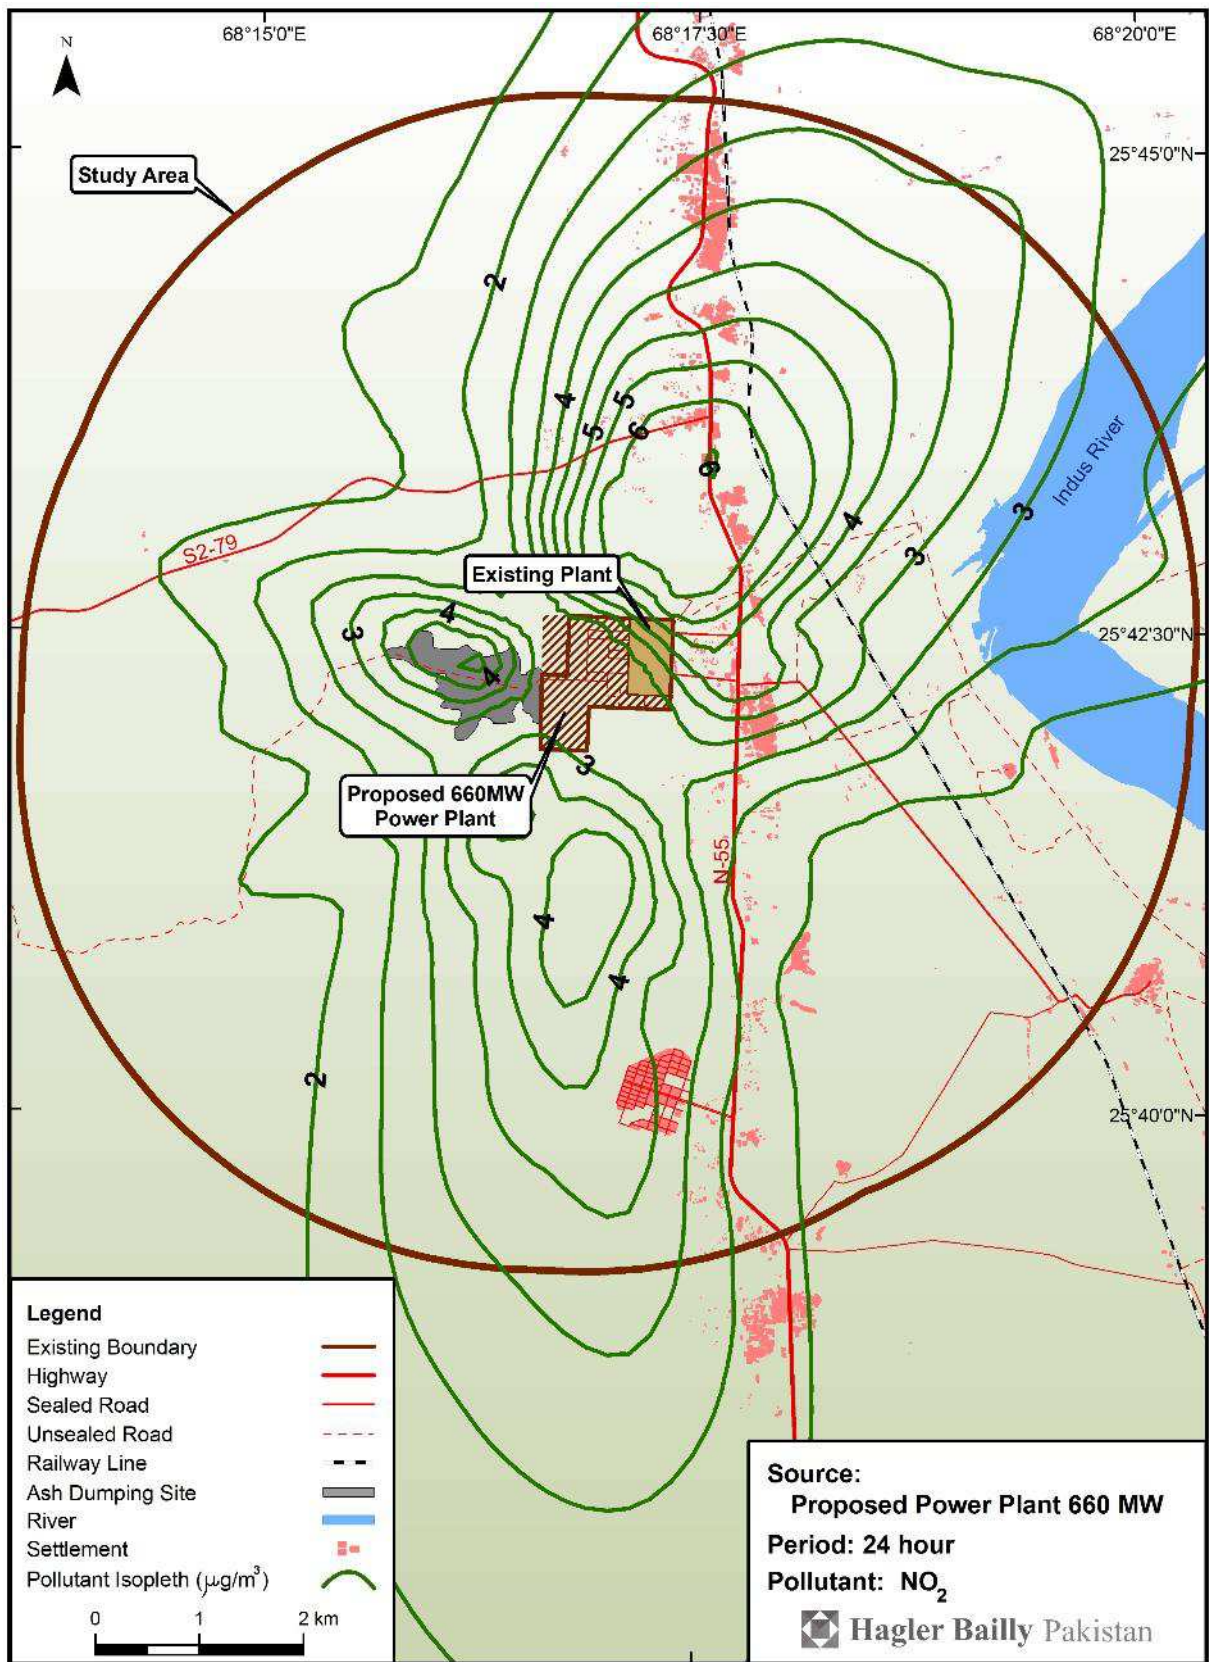 68°15'0"E
68°17'30"E
68°20'0"E
N
25°45'0"N
Study Area
2
4
5
5
6
6
Indus River
3
4
3
S2-79
Existing Plant
4
3
25°42'30"N
4
3
Proposed 660MW
Power Plant
N-55
4
4
2
25°40'0"N
Legend
Existing Boundary
Highway
Sealed Road
Unsealed Road
Railway Line
Ash Dumping Site
River
Settlement
Pollutant Isopleth (µg/m³)
0 1 2 km
Source:
Proposed Power Plant 660 MW
Period: 24 hour
Pollutant: NO₂
Hagler Bailly Pakistan